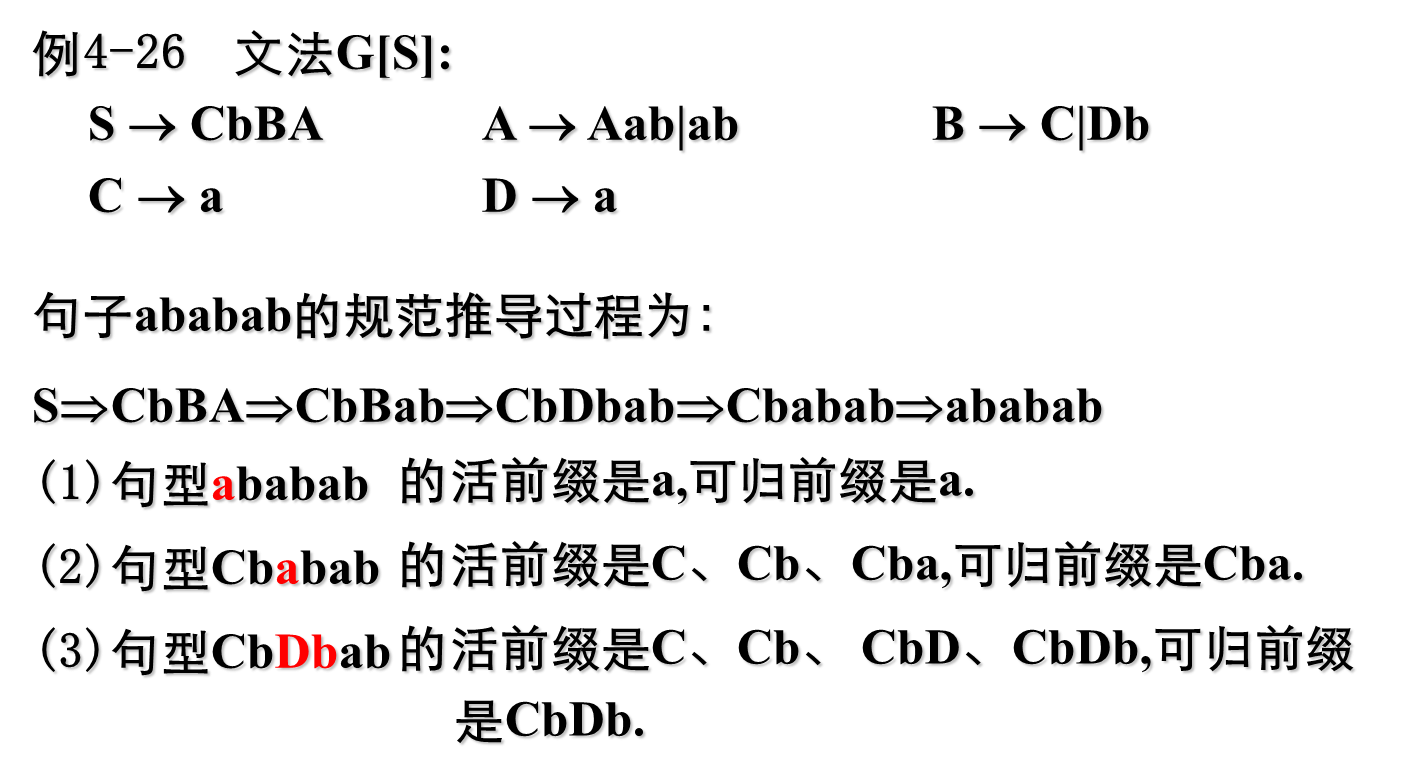 例4-26 文法G[S]:
S → CbBA A → Aab|ab B → C|Db
C → a D → a
句子ababab的规范推导过程为:
S⇒CbBA⇒CbBab⇒CbDbab⇒Cbabab⇒ababab
(1)句型ababab 的活前缀是a,可归前缀是a.
(2)句型Cbabab 的活前缀是C、Cb、Cba,可归前缀是Cba.
(3)句型CbDbab的活前缀是C、Cb、 CbD、CbDb,可归前缀
是CbDb.